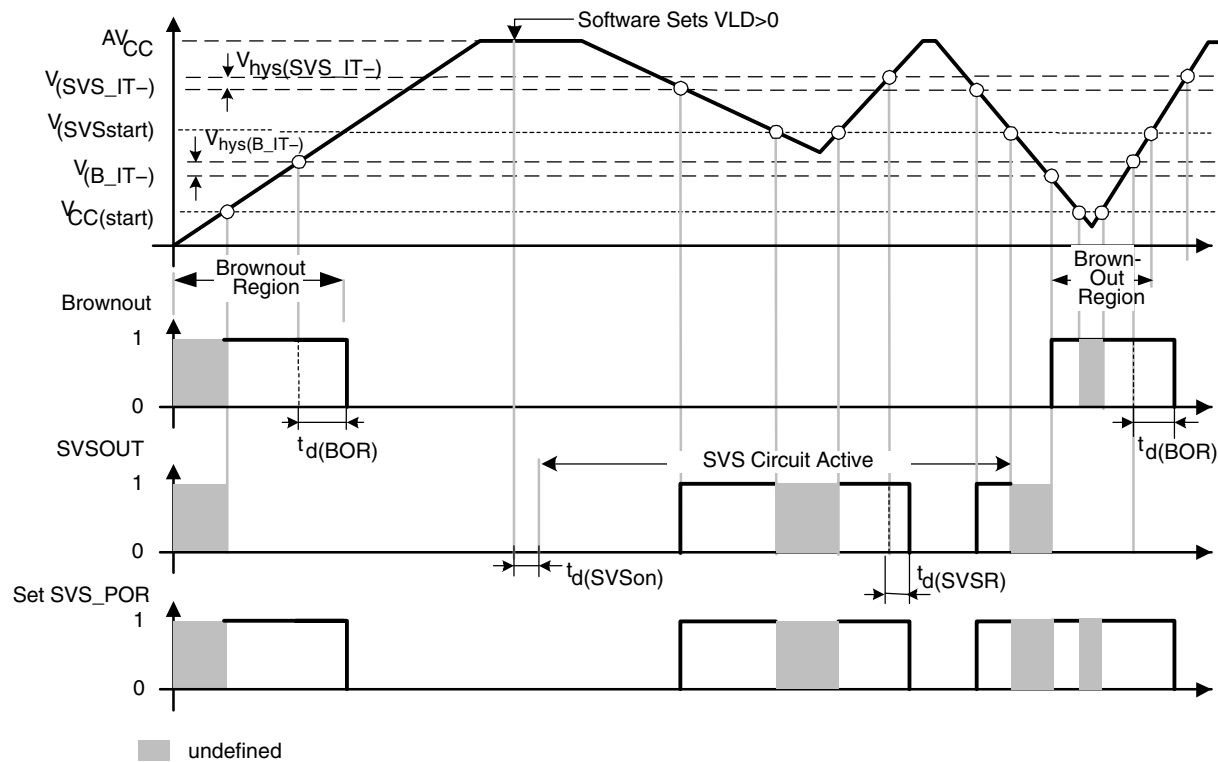 Software Sets VLD>0
AVCC
Vhys(SVS_IT−)
V(SVS_IT−)
V(SVSstart)
Vhys(B_IT−)
V(B_IT−)
VCC(start)
Brownout
Region
Brown-
Out
Region
Brownout
1
0
td(BOR)
td(BOR)
SVSOUT
SVS Circuit Active
1
0
td(SVSon)
td(SVSR)
Set SVS_POR
1
0
undefined